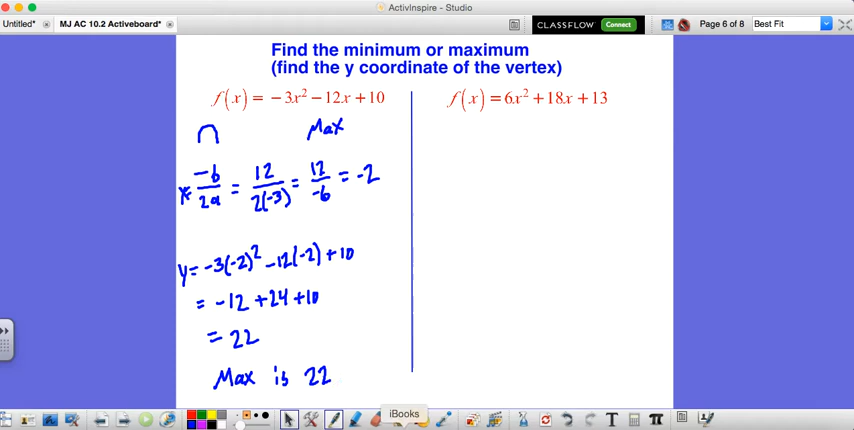 ActivInspire - Studio
Untitled*
MJ AC 10.2 Activeboard*
CLASSFLOW Connect
Page 6 of 8
Best Fit
Find the minimum or maximum
(find the y coordinate of the vertex)
f(x) = -3x² - 12x + 10
Max
x = -b/2a = 12/2(-3) = 12/-6 = -2
y = -3(-2)² - 12(-2) + 10
= -12 + 24 + 10
= 22
Max is 22
f(x) = 6x² + 18x + 13
iBooks